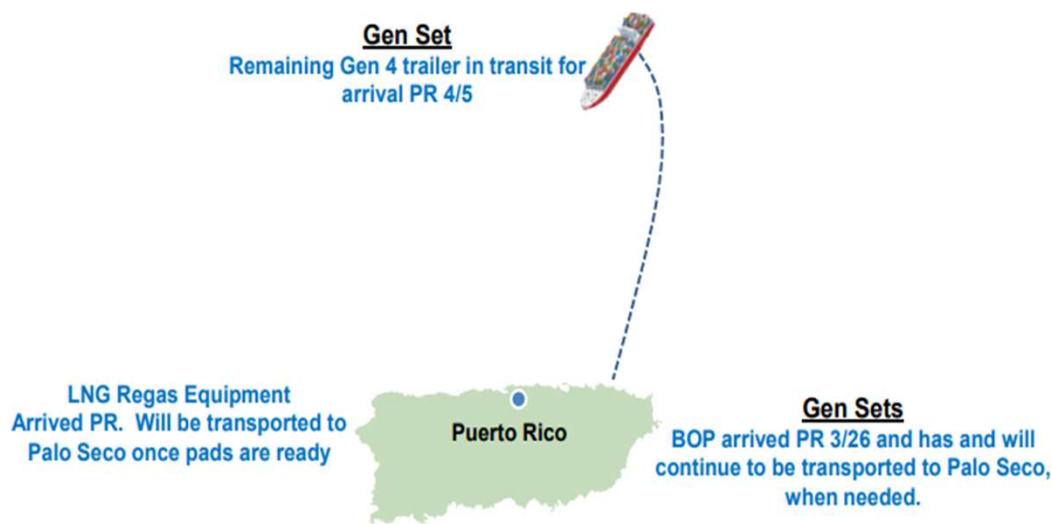 Gen Set
Remaining Gen 4 trailer in transit for
arrival PR 4/5
LNG Regas Equipment
Arrived PR. Will be transported to
Palo Seco once pads are ready
Puerto Rico
Gen Sets
BOP arrived PR 3/26 and has and will
continue to be transported to Palo Seco,
when needed.